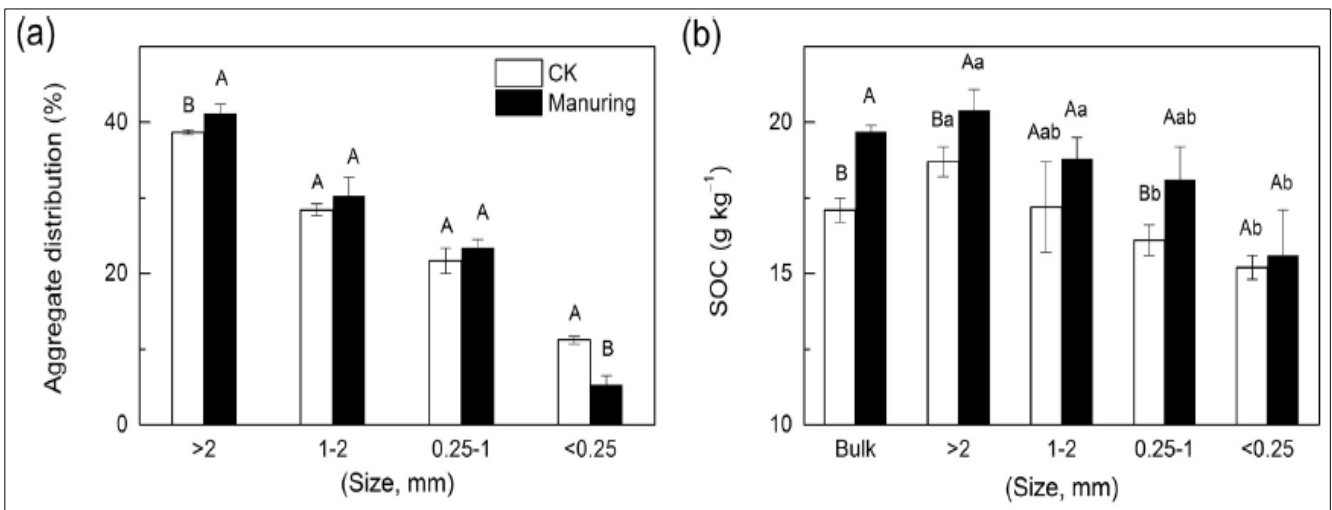 (a)
Aggregate distribution (%)
40
20
0
CK
Manuring
B A
A A
A A
A B
>2 1-2 0.25-1 <0.25
(Size, mm)
(b)
SOC (g kg⁻¹)
20
15
10
B A
Ba Aa
Aab Aa
Bb Aab
Ab Ab
Bulk >2 1-2 0.25-1 <0.25
(Size, mm)